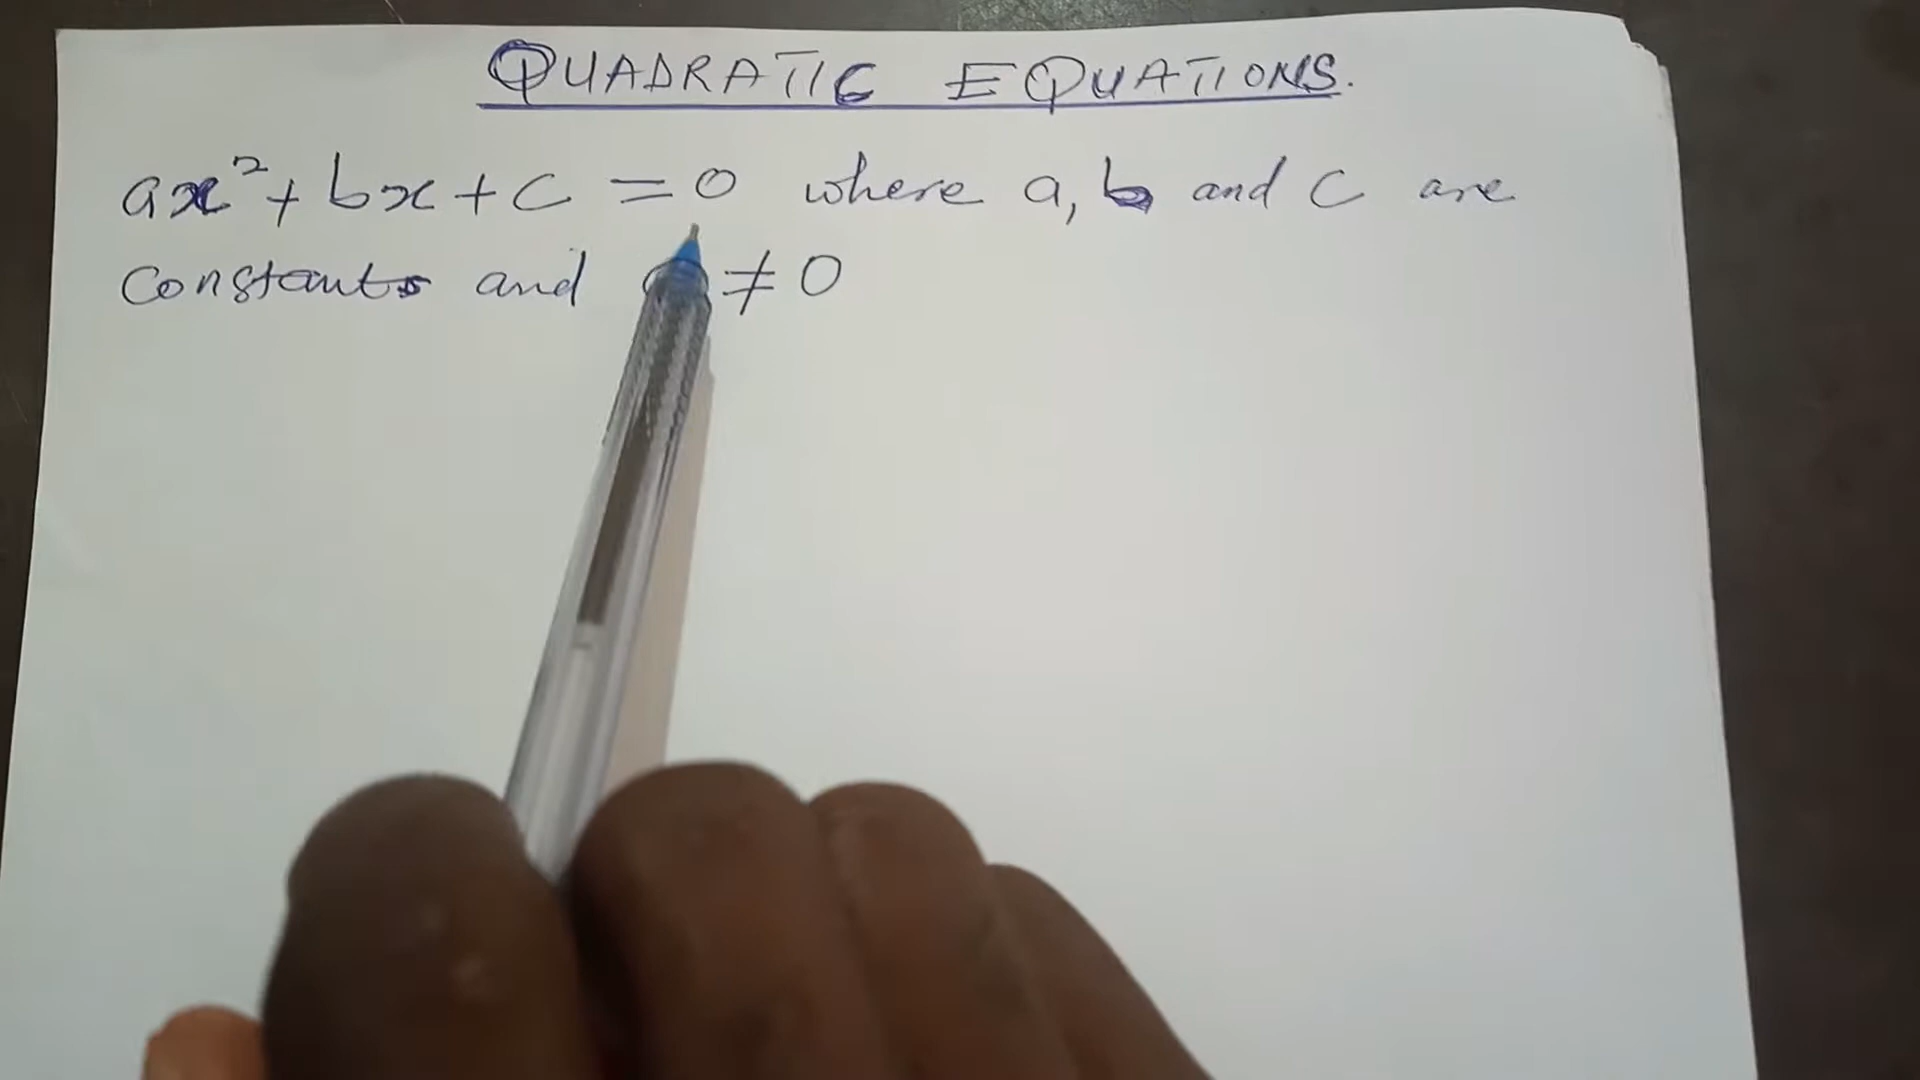 QUADRATIC EQUATIONS.
ax²+bx+c=0 where a, b and c are
constants and ≠0